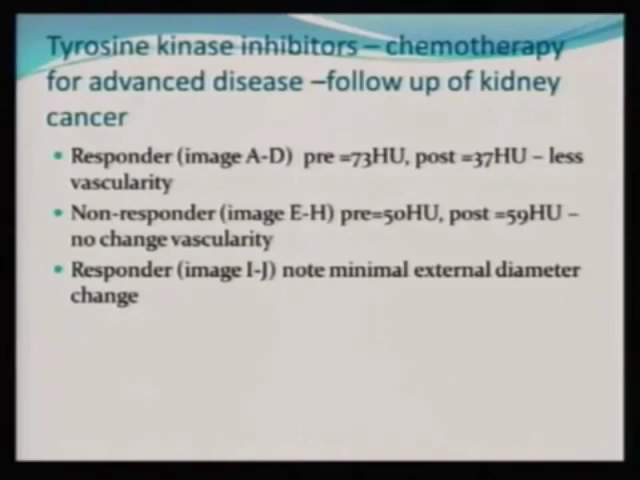 Tyrosine kinase inhibitors – chemotherapy
for advanced disease –follow up of kidney
cancer
• Responder (image A-D) pre =73HU, post =37HU – less
vascularity
• Non-responder (image E-H) pre=50HU, post =59HU –
no change vascularity
• Responder (image I-J) note minimal external diameter
change